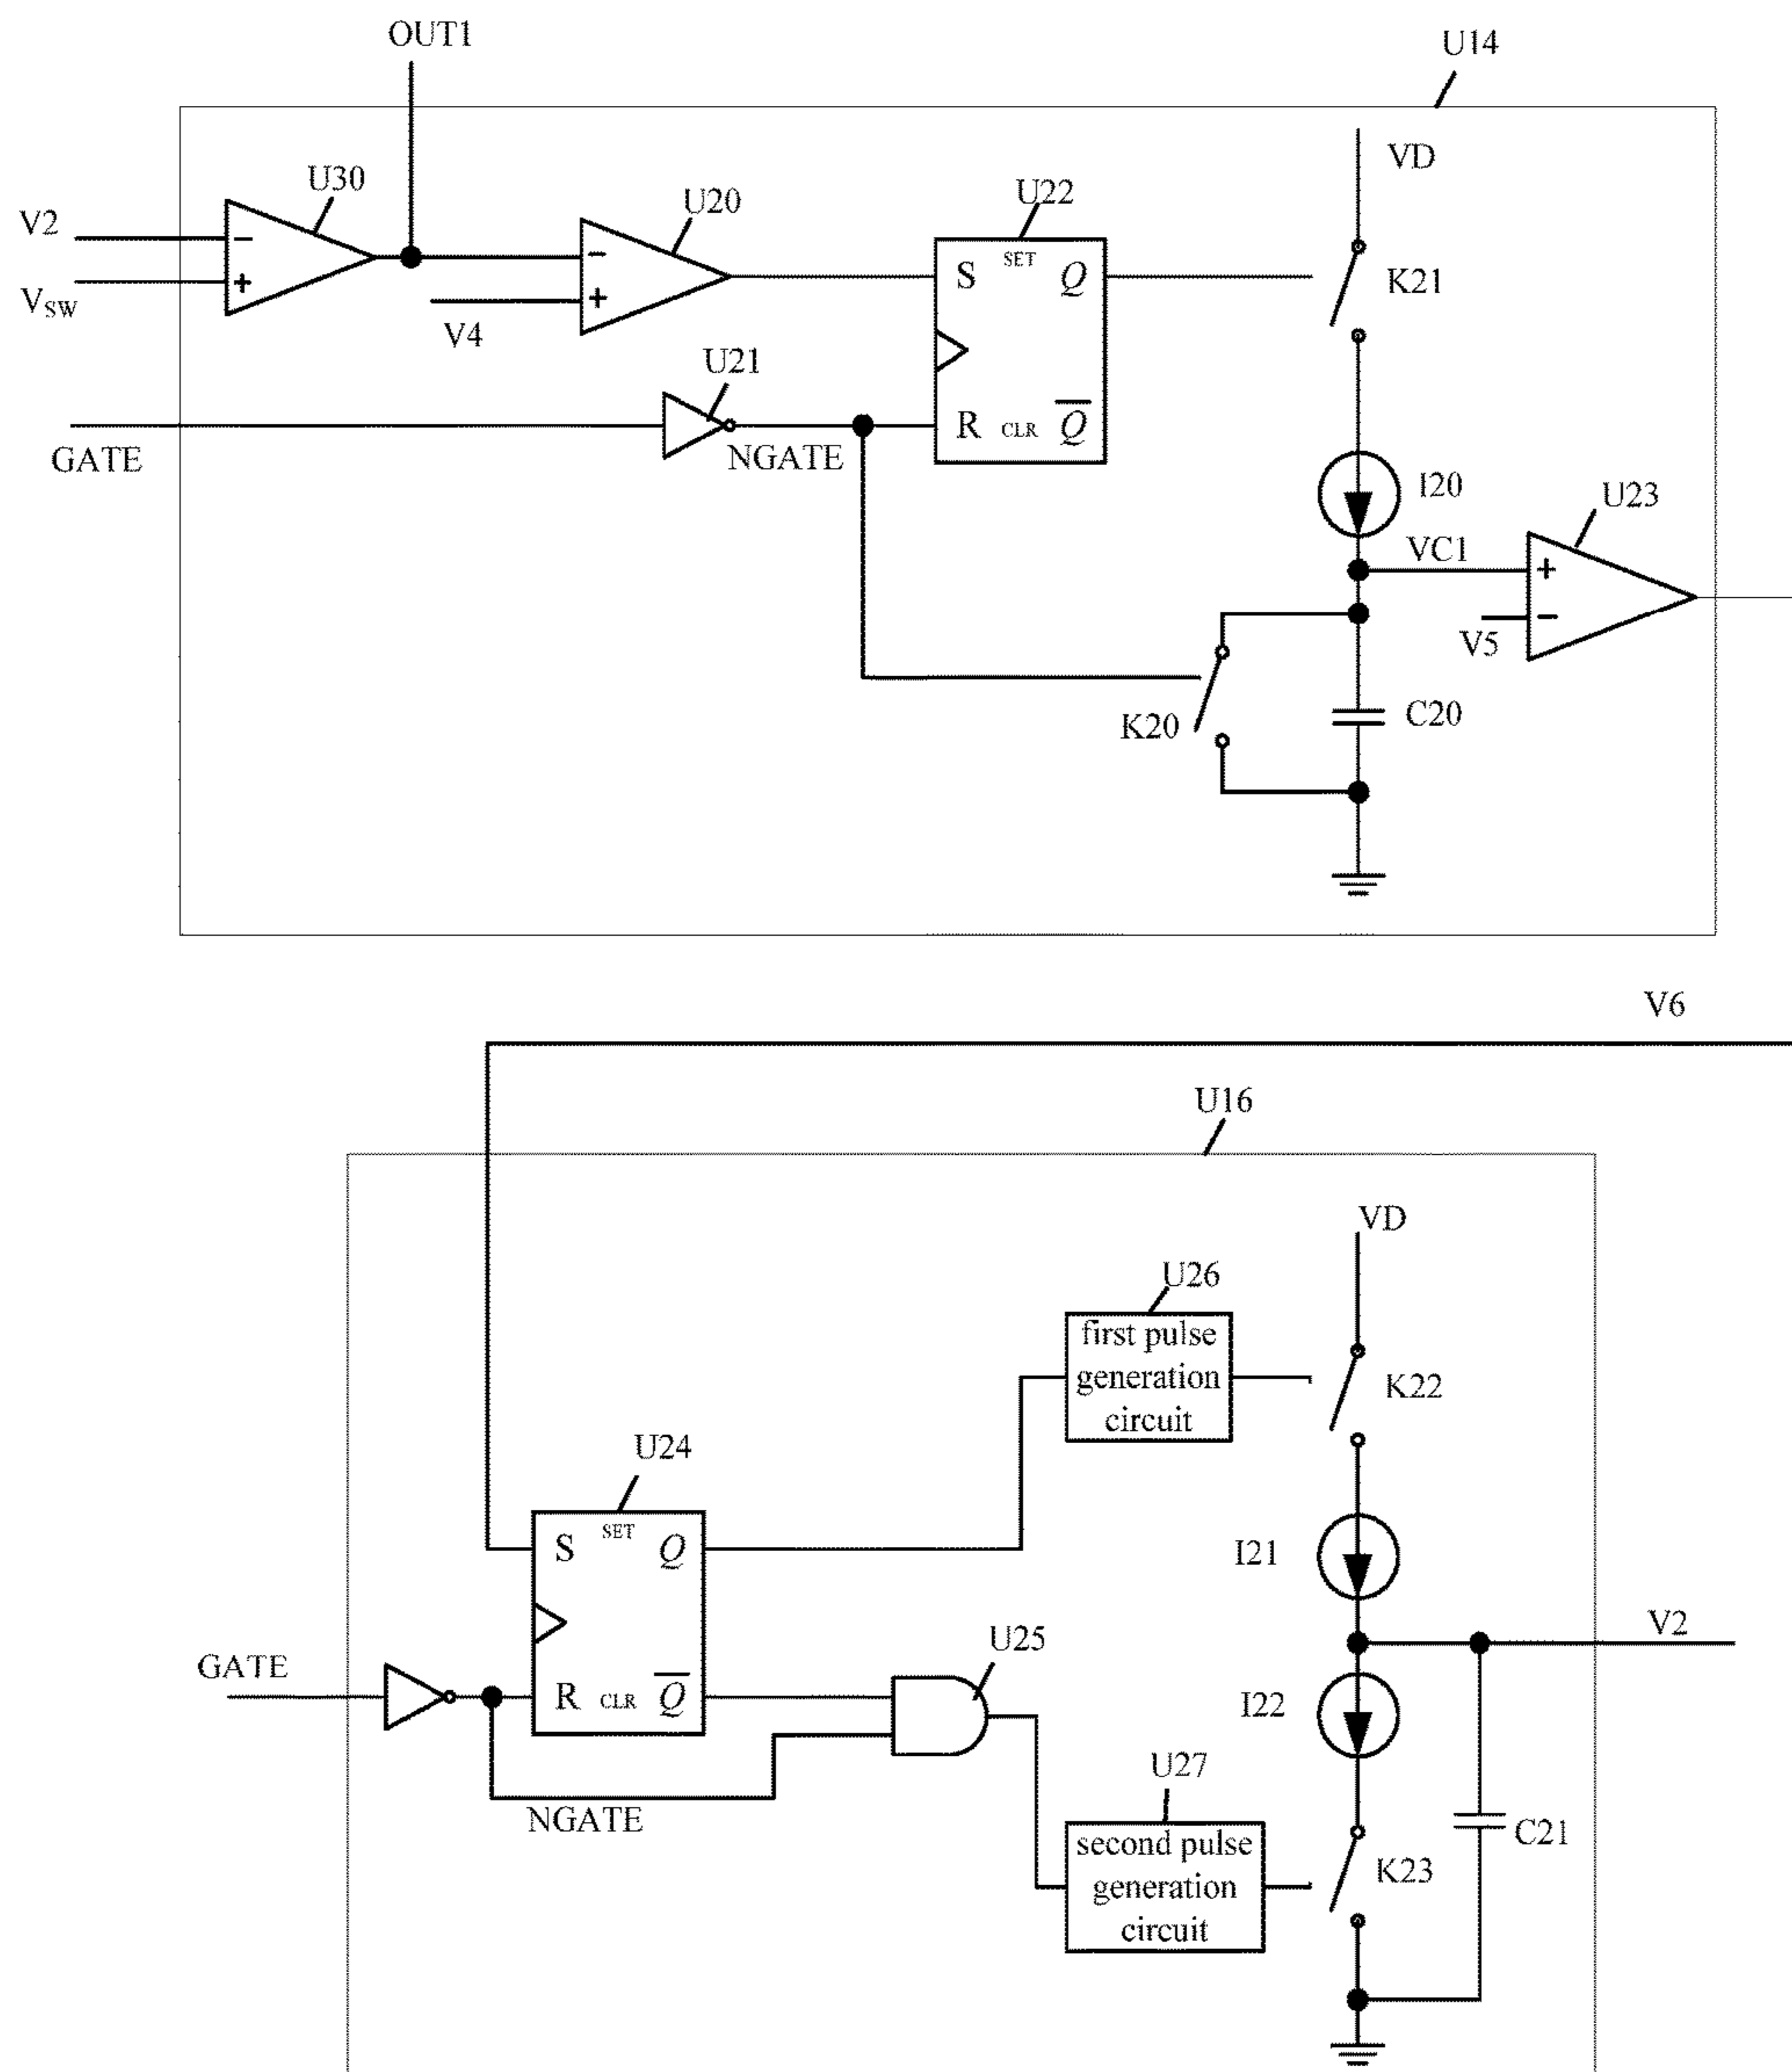 OUT1
U14
VD
U30
U20
U22
V2
−
S SET Q
K21
VSW
+
−
+
V4
U21
GATE
NGATE
R CLR Q
I20
U23
VC1
+
−
V5
K20
C20
V6
U16
VD
U26
first pulse
generation
circuit
K22
U24
S SET Q
I21
V2
U25
GATE
R CLR Q
I22
U27
NGATE
second pulse
generation
circuit
K23
C21